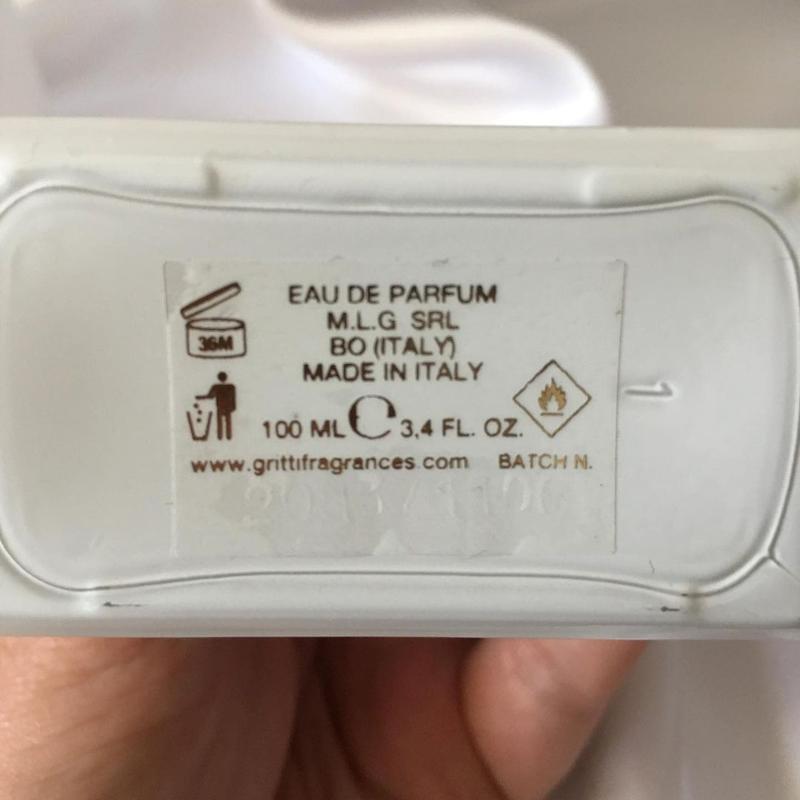 EAU DE PARFUM
M.L.G SRL
BO (ITALY)
MADE IN ITALY
36M
100 ML e 3,4 FL. OZ.
www.grittifragrances.com BATCH N.
1